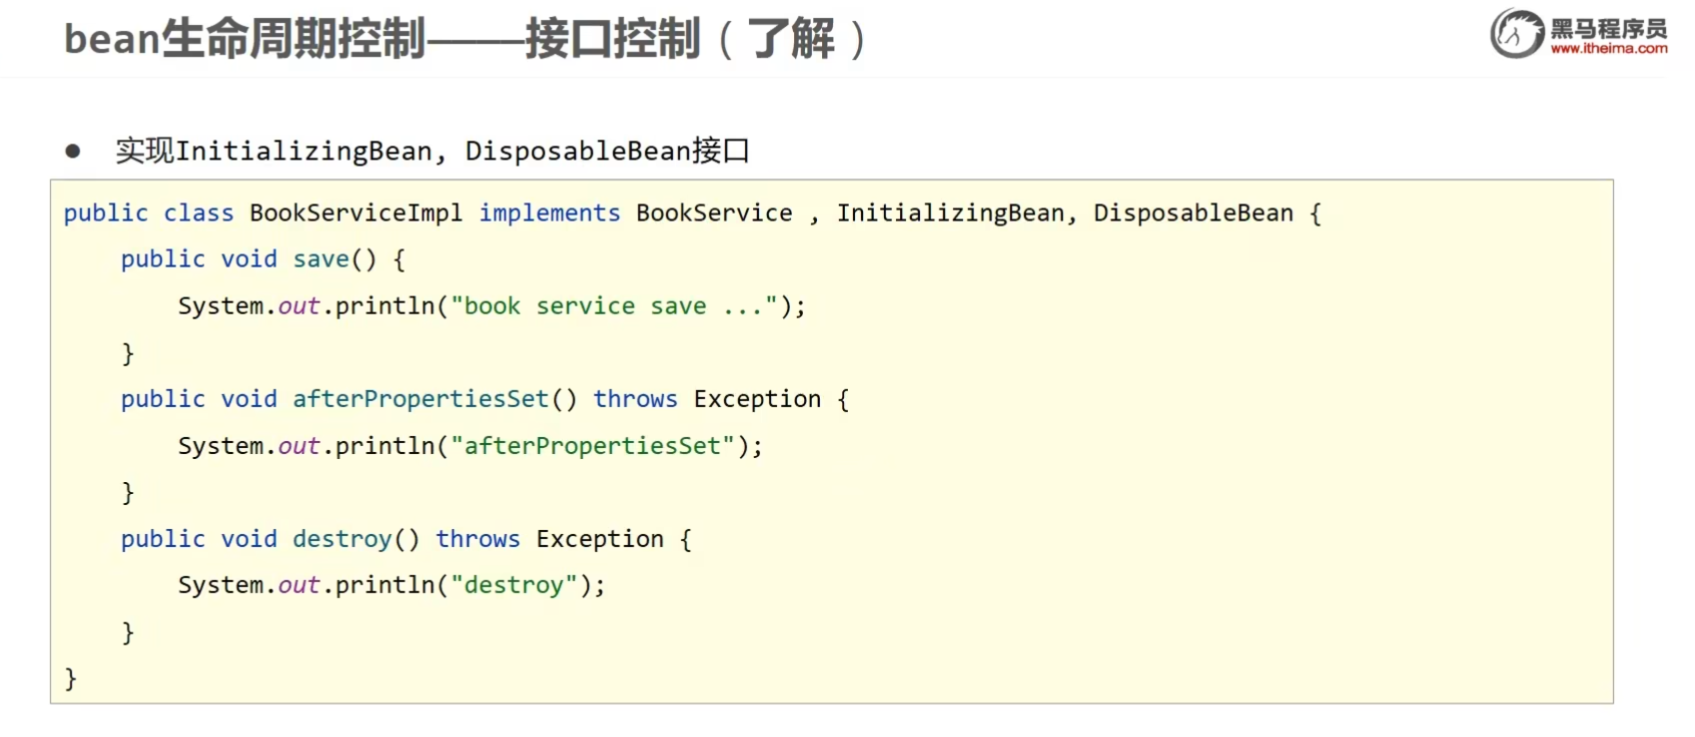 bean生命周期控制——接口控制（了解）
黑马程序员
www.itheima.com
● 实现InitializingBean, DisposableBean接口
public class BookServiceImpl implements BookService , InitializingBean, DisposableBean {
    public void save() {
        System.out.println("book service save ...");
    }
    public void afterPropertiesSet() throws Exception {
        System.out.println("afterPropertiesSet");
    }
    public void destroy() throws Exception {
        System.out.println("destroy");
    }
}